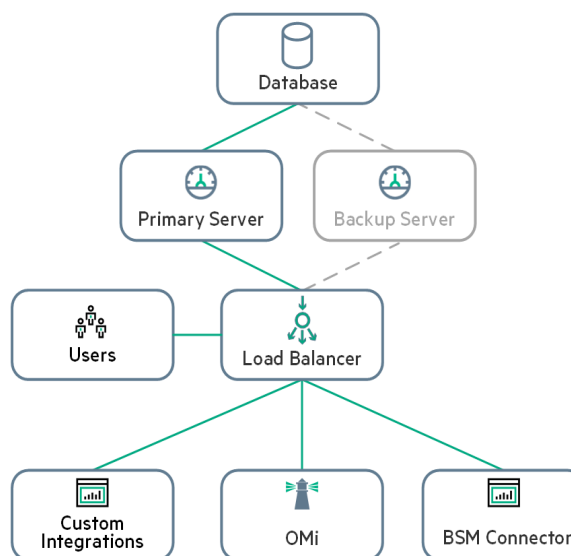 Database
Primary Server
Backup Server
Users
Load Balancer
Custom
Integrations
OMi
BSM Connector